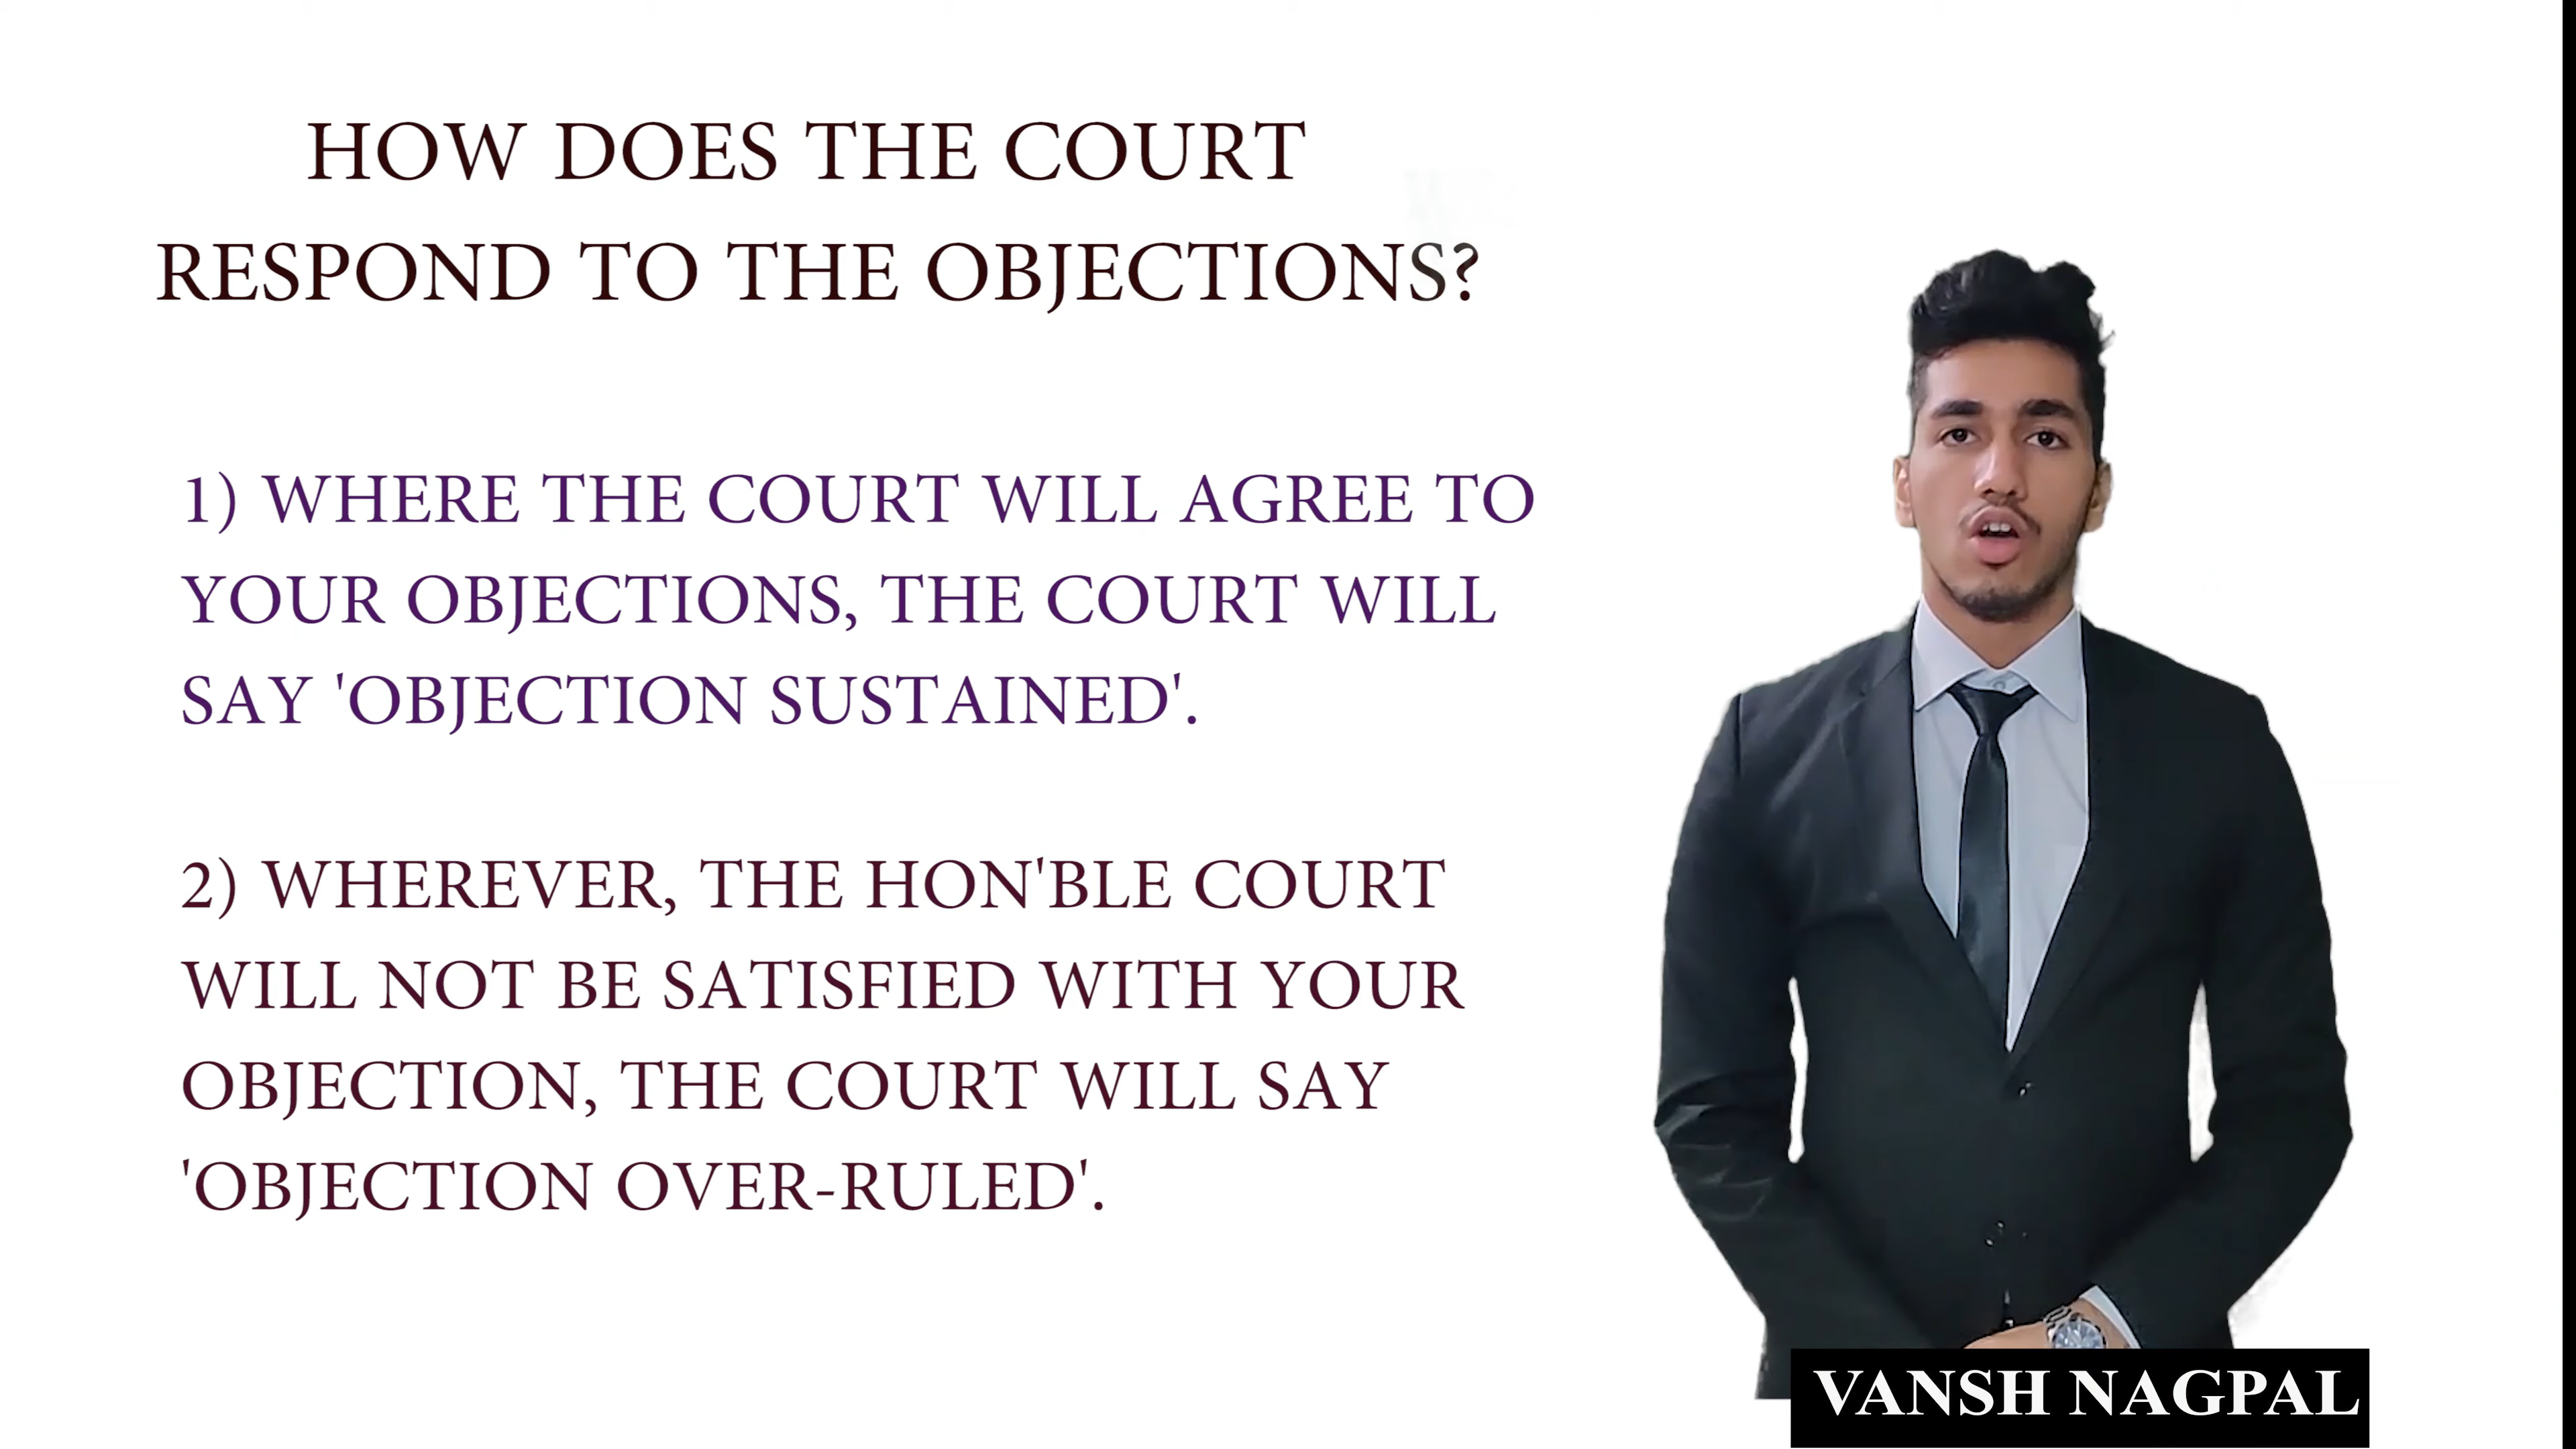 HOW DOES THE COURT
RESPOND TO THE OBJECTIONS?
1) WHERE THE COURT WILL AGREE TO
YOUR OBJECTIONS, THE COURT WILL
SAY 'OBJECTION SUSTAINED'.
2) WHEREVER, THE HON'BLE COURT
WILL NOT BE SATISFIED WITH YOUR
OBJECTION, THE COURT WILL SAY
'OBJECTION OVER-RULED'.
VANSH NAGPAL